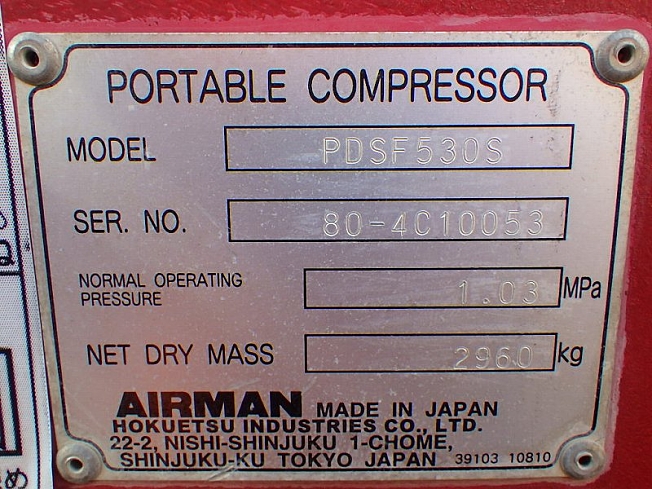 PORTABLE COMPRESSOR
MODEL PDSF530S
SER. NO. 80-4C10053
NORMAL OPERATING
PRESSURE 1.03 MPa
NET DRY MASS 2960 kg
AIRMAN MADE IN JAPAN
HOKUETSU INDUSTRIES CO., LTD.
22-2, NISHI-SHINJUKU 1-CHOME,
SHINJUKU-KU TOKYO JAPAN 39103 10810
め